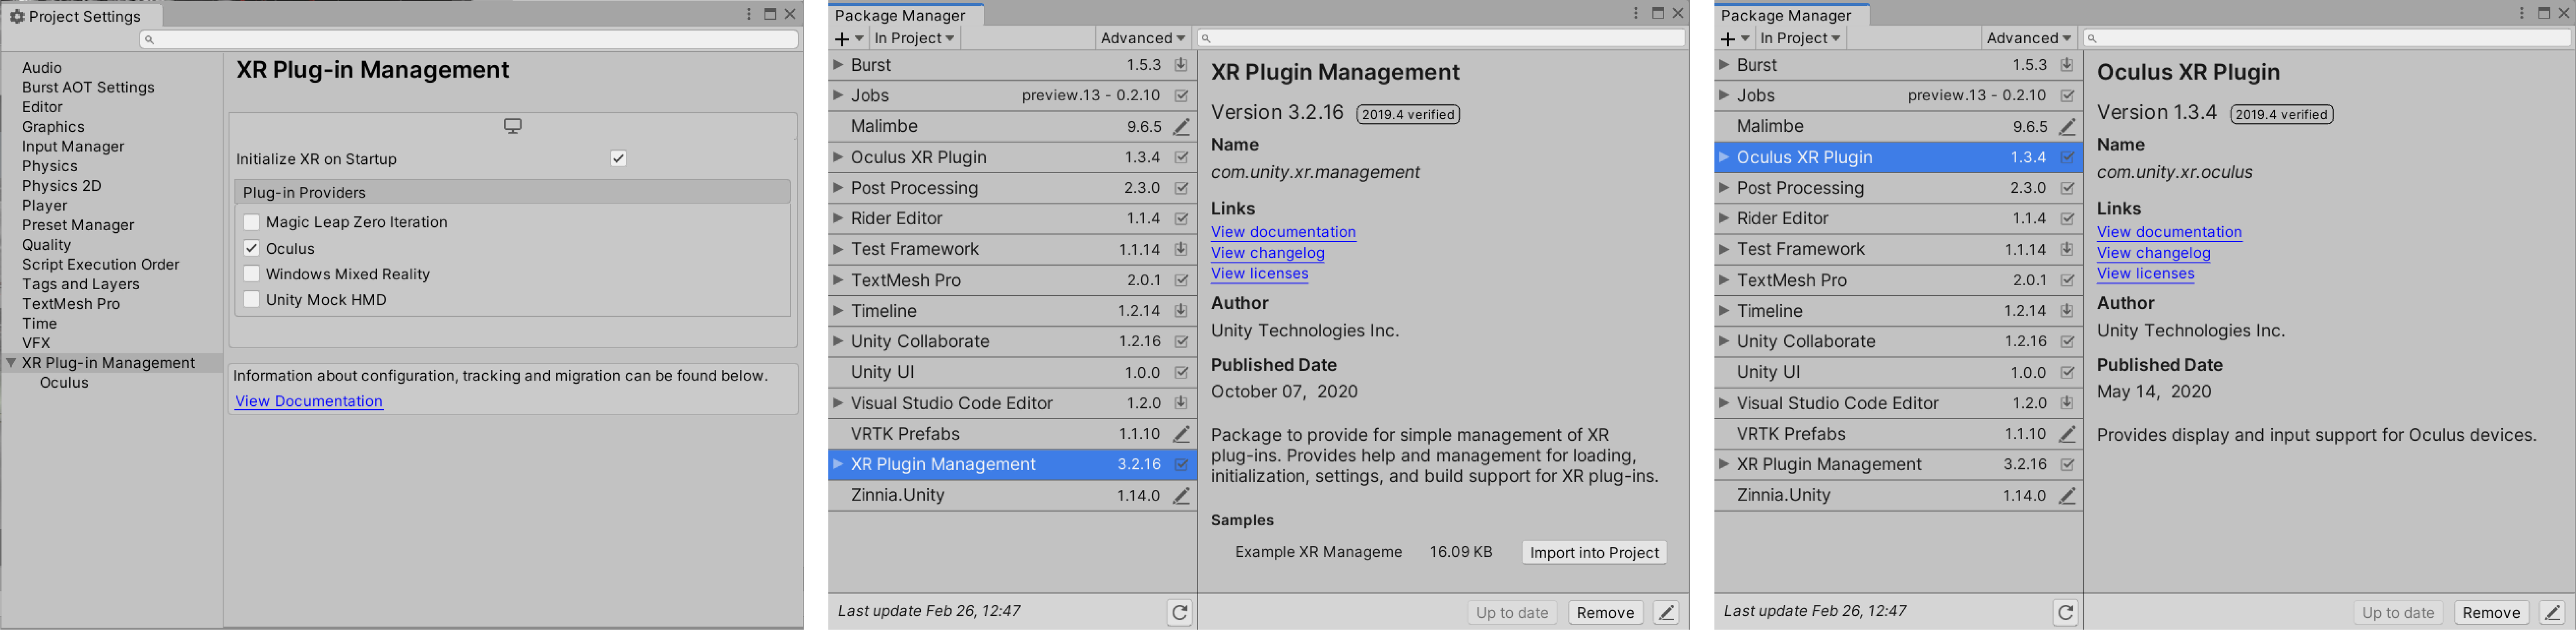 Project Settings
XR Plug-in Management
Audio
Burst AOT Settings
Editor
Graphics
Input Manager
Physics
Physics 2D
Player
Preset Manager
Quality
Script Execution Order
Tags and Layers
TextMesh Pro
Time
VFX
XR Plug-in Management
Oculus
Initialize XR on Startup
Plug-in Providers
Magic Leap Zero Iteration
Oculus
Windows Mixed Reality
Unity Mock HMD
Information about configuration, tracking and migration can be found below.
View Documentation
Package Manager
In Project Advanced
Burst 1.5.3
Jobs preview.13 - 0.2.10
Malimbe 9.6.5
Oculus XR Plugin 1.3.4
Post Processing 2.3.0
Rider Editor 1.1.4
Test Framework 1.1.14
TextMesh Pro 2.0.1
Timeline 1.2.14
Unity Collaborate 1.2.16
Unity UI 1.0.0
Visual Studio Code Editor 1.2.0
VRTK Prefabs 1.1.10
XR Plugin Management 3.2.16
Zinnia.Unity 1.14.0
Last update Feb 26, 12:47
XR Plugin Management
Version 3.2.16 2019.4 verified
Name
com.unity.xr.management
Links
View documentation
View changelog
View licenses
Author
Unity Technologies Inc.
Published Date
October 07, 2020
Package to provide for simple management of XR
plug-ins. Provides help and management for loading,
initialization, settings, and build support for XR plug-ins.
Samples
Example XR Manageme 16.09 KB Import into Project
Up to date Remove
Package Manager
In Project Advanced
Burst 1.5.3
Jobs preview.13 - 0.2.10
Malimbe 9.6.5
Oculus XR Plugin 1.3.4
Post Processing 2.3.0
Rider Editor 1.1.4
Test Framework 1.1.14
TextMesh Pro 2.0.1
Timeline 1.2.14
Unity Collaborate 1.2.16
Unity UI 1.0.0
Visual Studio Code Editor 1.2.0
VRTK Prefabs 1.1.10
XR Plugin Management 3.2.16
Zinnia.Unity 1.14.0
Last update Feb 26, 12:47
Oculus XR Plugin
Version 1.3.4 2019.4 verified
Name
com.unity.xr.oculus
Links
View documentation
View changelog
View licenses
Author
Unity Technologies Inc.
Published Date
May 14, 2020
Provides display and input support for Oculus devices.
Up to date Remove